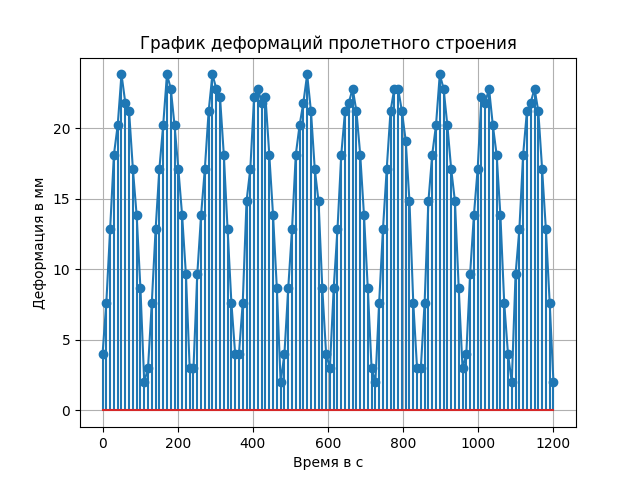 График деформаций пролетного строения
Деформация в мм
20
15
10
5
0
0 200 400 600 800 1000 1200
Время в с